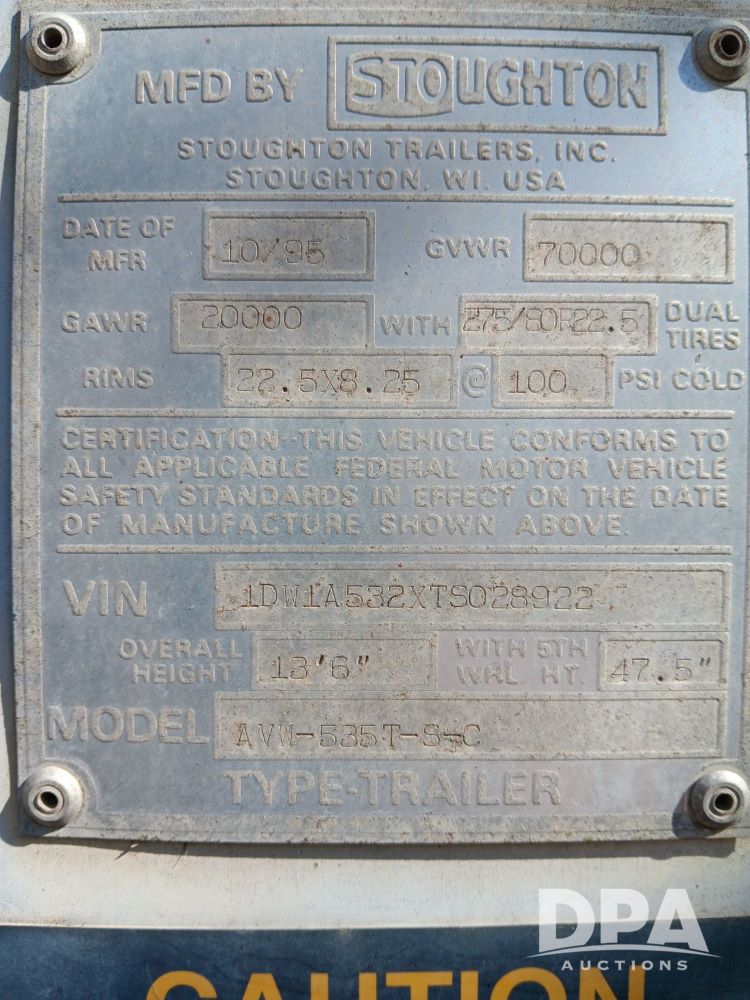 MFD BY STOUGHTON
STOUGHTON TRAILERS, INC.
STOUGHTON, WI. USA
DATE OF MFR 10/95 GVWR 70000
GAWR 20000 WITH 275/80R22.5 DUAL TIRES
RIMS 22.5X8.25 @ 100 PSI COLD
CERTIFICATION--THIS VEHICLE CONFORMS TO
ALL APPLICABLE FEDERAL MOTOR VEHICLE
SAFETY STANDARDS IN EFFECT ON THE DATE
OF MANUFACTURE SHOWN ABOVE.
VIN 1DW1A532XTS028922
OVERALL HEIGHT 13'6" WITH 5TH WHL HT. 47.5"
MODEL AVW-535T-S-C
TYPE-TRAILER
DPA
AUCTIONS
CAUTION